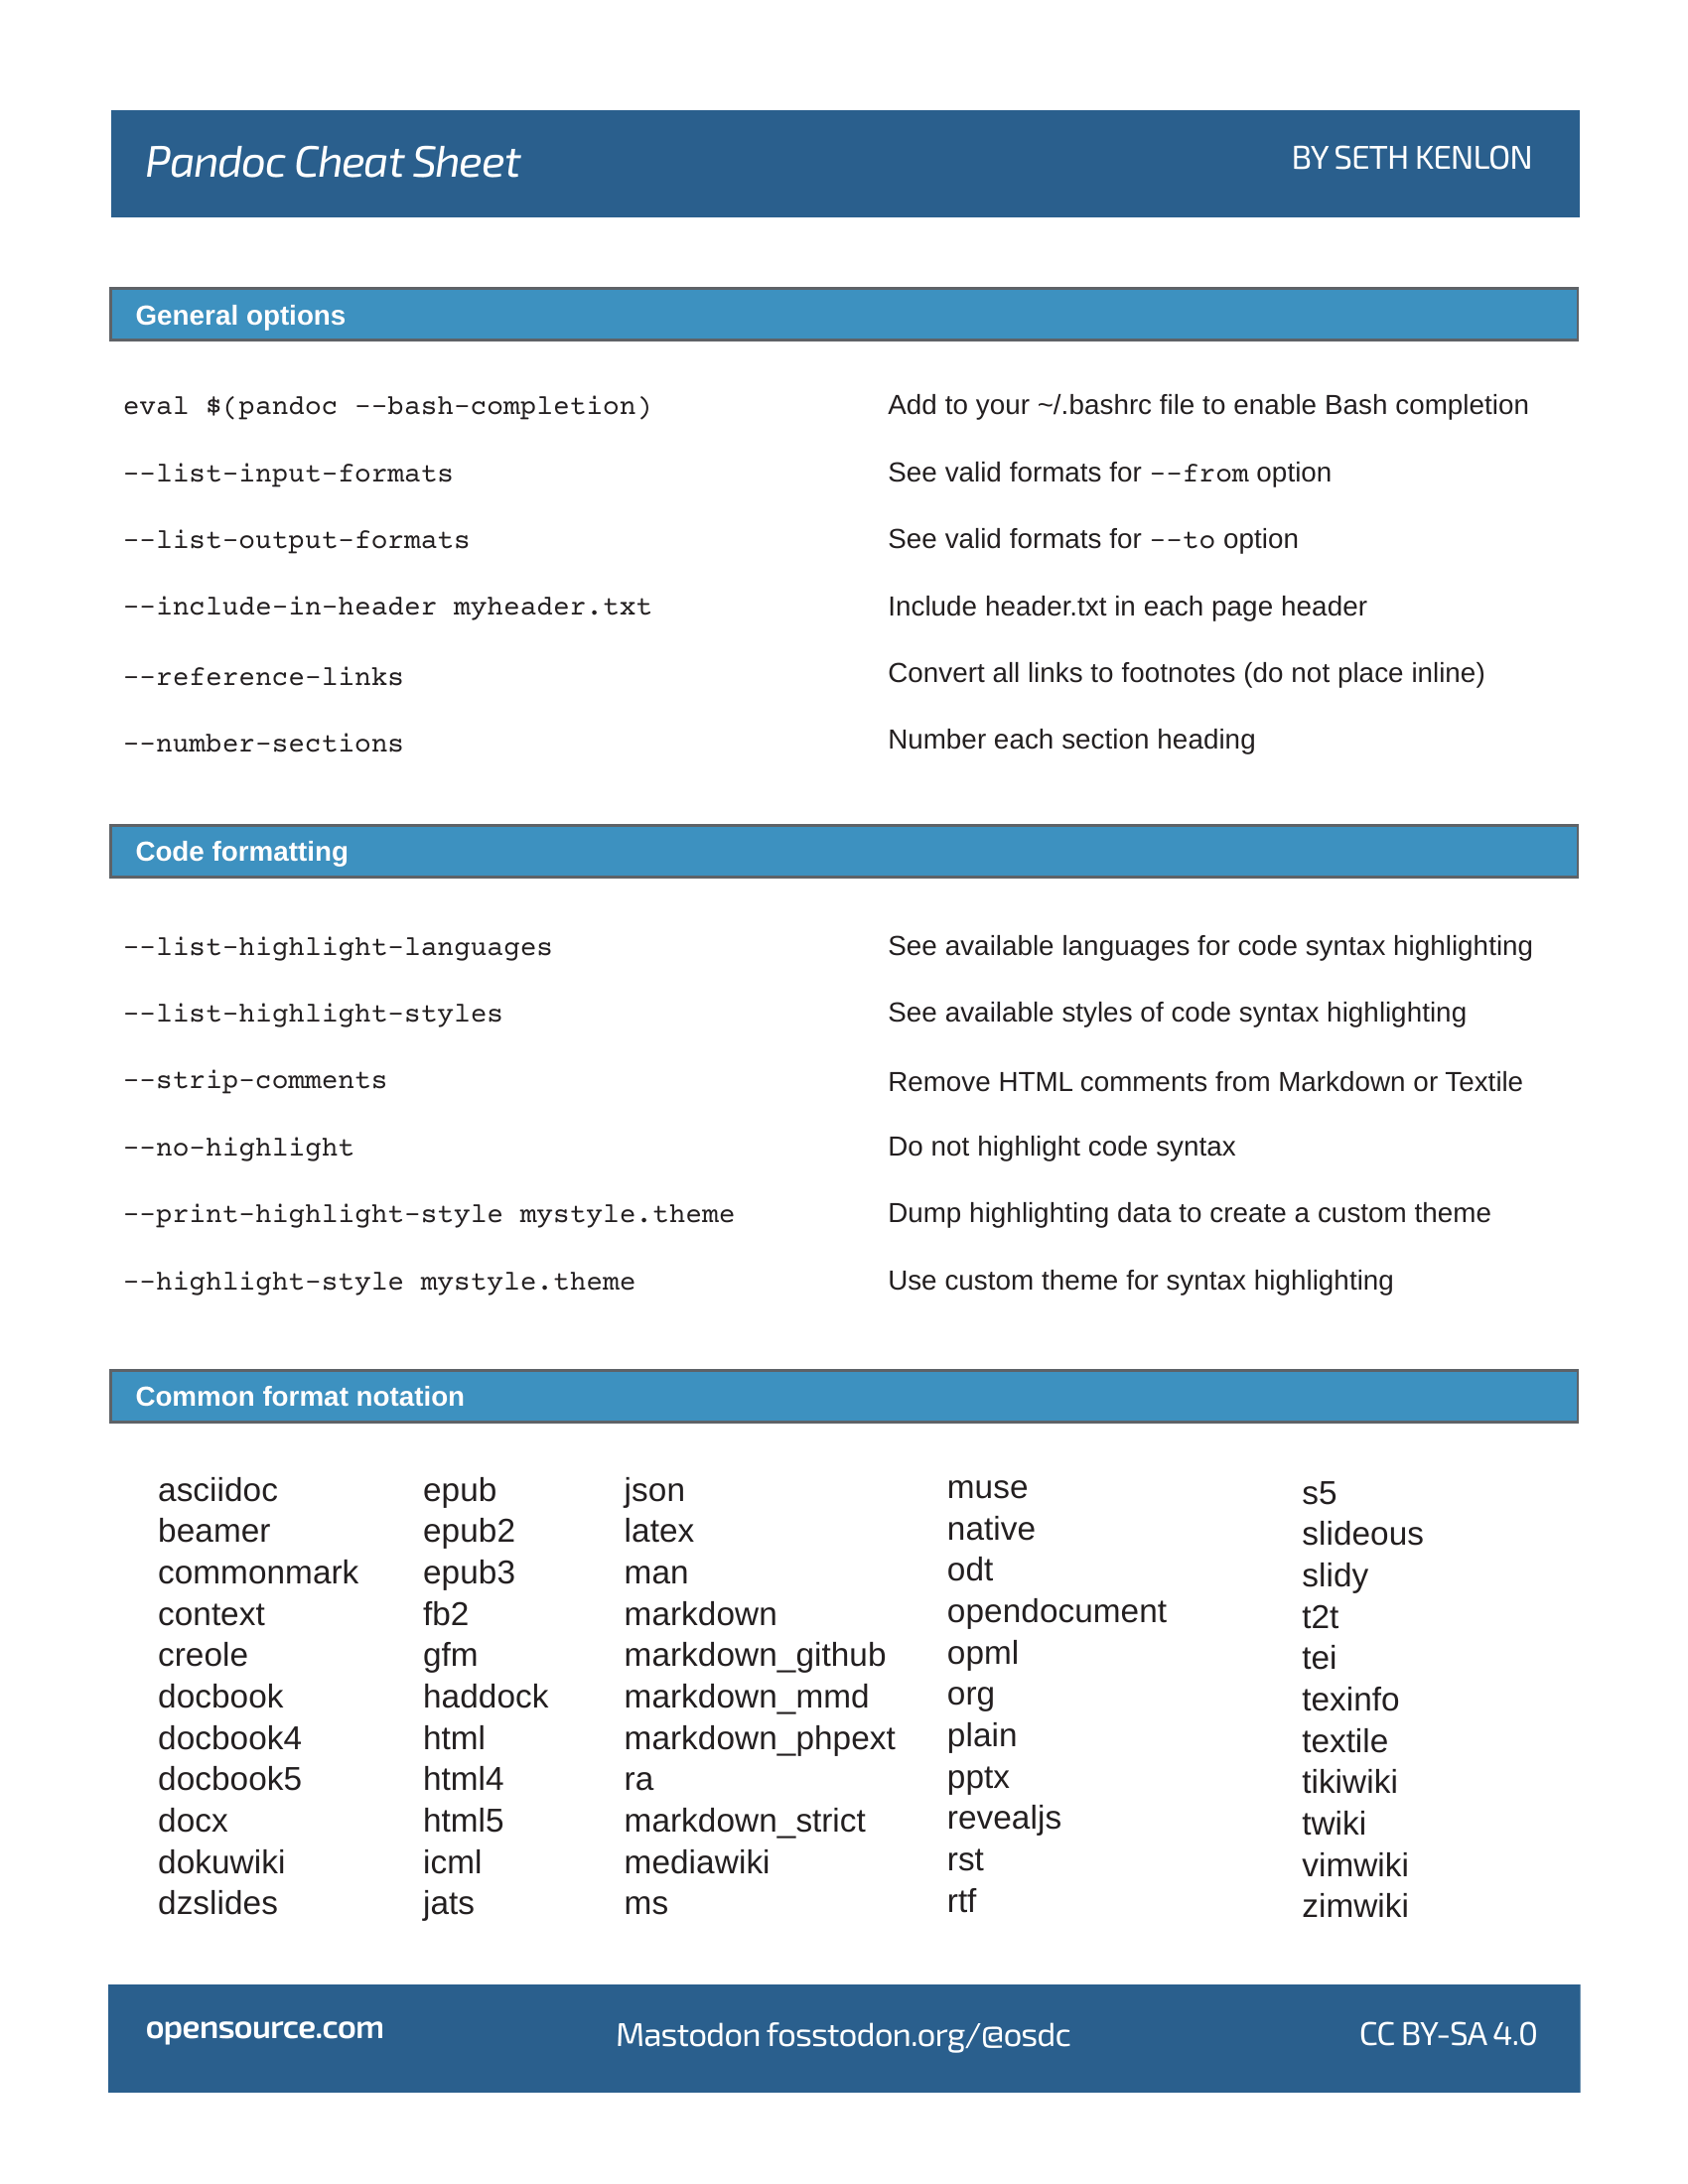 Pandoc Cheat Sheet
BY SETH KENLON
General options
eval $(pandoc --bash-completion)
Add to your ~/.bashrc file to enable Bash completion
--list-input-formats
See valid formats for --from option
--list-output-formats
See valid formats for --to option
--include-in-header myheader.txt
Include header.txt in each page header
--reference-links
Convert all links to footnotes (do not place inline)
--number-sections
Number each section heading
Code formatting
--list-highlight-languages
See available languages for code syntax highlighting
--list-highlight-styles
See available styles of code syntax highlighting
--strip-comments
Remove HTML comments from Markdown or Textile
--no-highlight
Do not highlight code syntax
--print-highlight-style mystyle.theme
Dump highlighting data to create a custom theme
--highlight-style mystyle.theme
Use custom theme for syntax highlighting
Common format notation
asciidoc
beamer
commonmark
context
creole
docbook
docbook4
docbook5
docx
dokuwiki
dzslides
epub
epub2
epub3
fb2
gfm
haddock
html
html4
html5
icml
jats
json
latex
man
markdown
markdown_github
markdown_mmd
markdown_phpext
ra
markdown_strict
mediawiki
ms
muse
native
odt
opendocument
opml
org
plain
pptx
revealjs
rst
rtf
s5
slideous
slidy
t2t
tei
texinfo
textile
tikiwiki
twiki
vimwiki
zimwiki
opensource.com
Mastodon fosstodon.org/@osdc
CC BY-SA 4.0